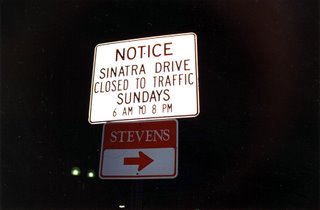 NOTICE
SINATRA DRIVE
CLOSED TO TRAFFIC
SUNDAYS
6 AM TO 8 PM
STEVENS